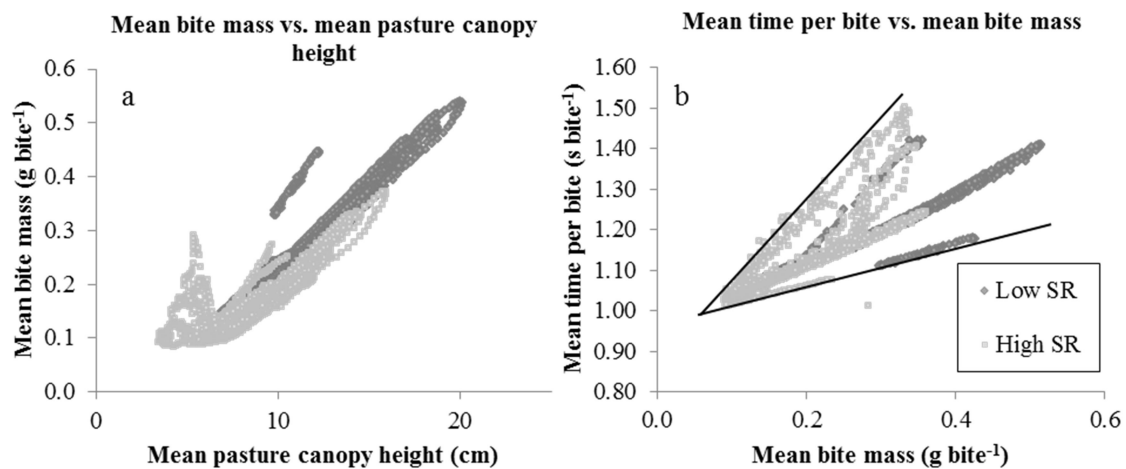 Mean bite mass vs. mean pasture canopy
height
a
Mean bite mass (g bite⁻¹)
0.6
0.5
0.4
0.3
0.2
0.1
0.0
0
10
20
Mean pasture canopy height (cm)
Mean time per bite vs. mean bite mass
b
Mean time per bite (s bite⁻¹)
1.60
1.50
1.40
1.30
1.20
1.10
1.00
0.90
0.80
Low SR
High SR
0.0
0.2
0.4
0.6
Mean bite mass (g bite⁻¹)